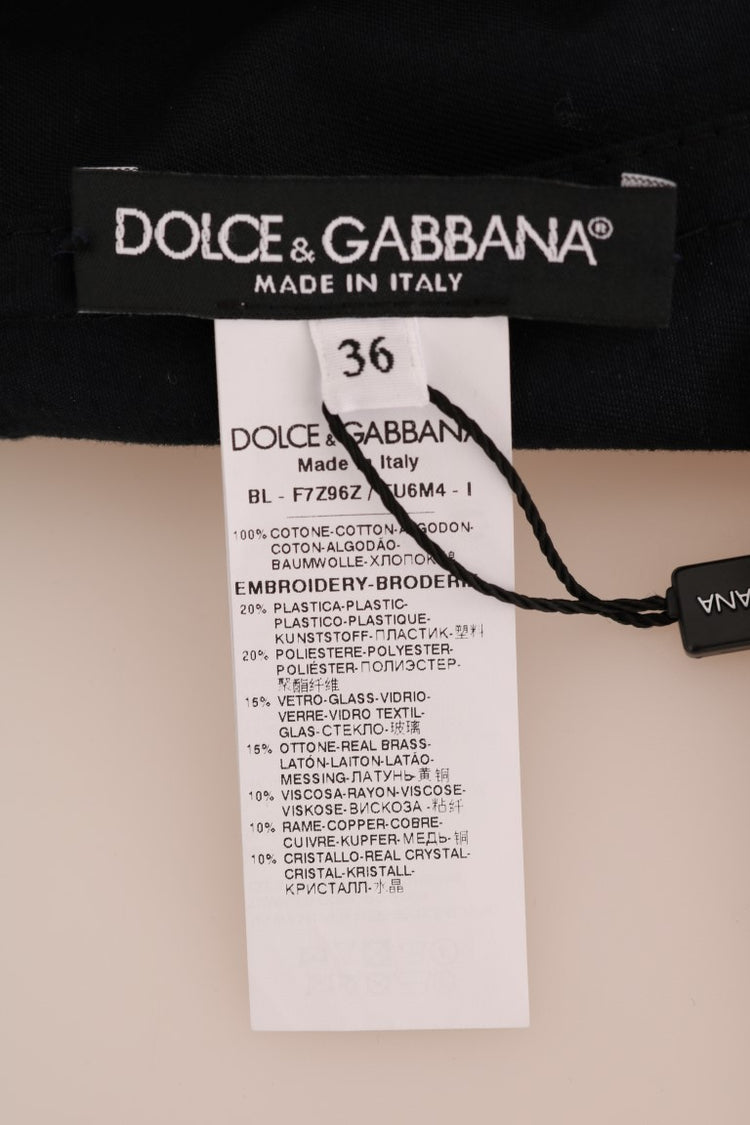 DOLCE & GABBANA®
MADE IN ITALY
36
DOLCE & GABBANA
Made in Italy
BL - F7Z96Z / FU6M4 - I
100% COTONE-COTTON-ALGODON-
COTON-ALGODÃO-
BAUMWOLLE-ХЛОПОК
EMBROIDERY-BRODERI
20% PLASTICA-PLASTIC-
PLASTICO-PLASTIQUE-
KUNSTSTOFF-ПЛАСТИК-塑料
20% POLIESTERE-POLYESTER-
POLIÉSTER-ПОЛИЭСТЕР-
聚酯纤维
15% VETRO-GLASS-VIDRIO-
VERRE-VIDRO TEXTIL-
GLAS-СТЕКЛО-玻璃
15% OTTONE-REAL BRASS-
LATÓN-LAITON-LATÃO-
MESSING-ЛАТУНЬ-黄铜
10% VISCOSA-RAYON-VISCOSE-
VISKOSE-ВИСКОЗА -粘纤
10% RAME-COPPER-COBRE-
CUIVRE-KUPFER-МЕДЬ-铜
10% CRISTALLO-REAL CRYSTAL-
CRISTAL-KRISTALL-
КРИСТАЛЛ-水晶
BANA